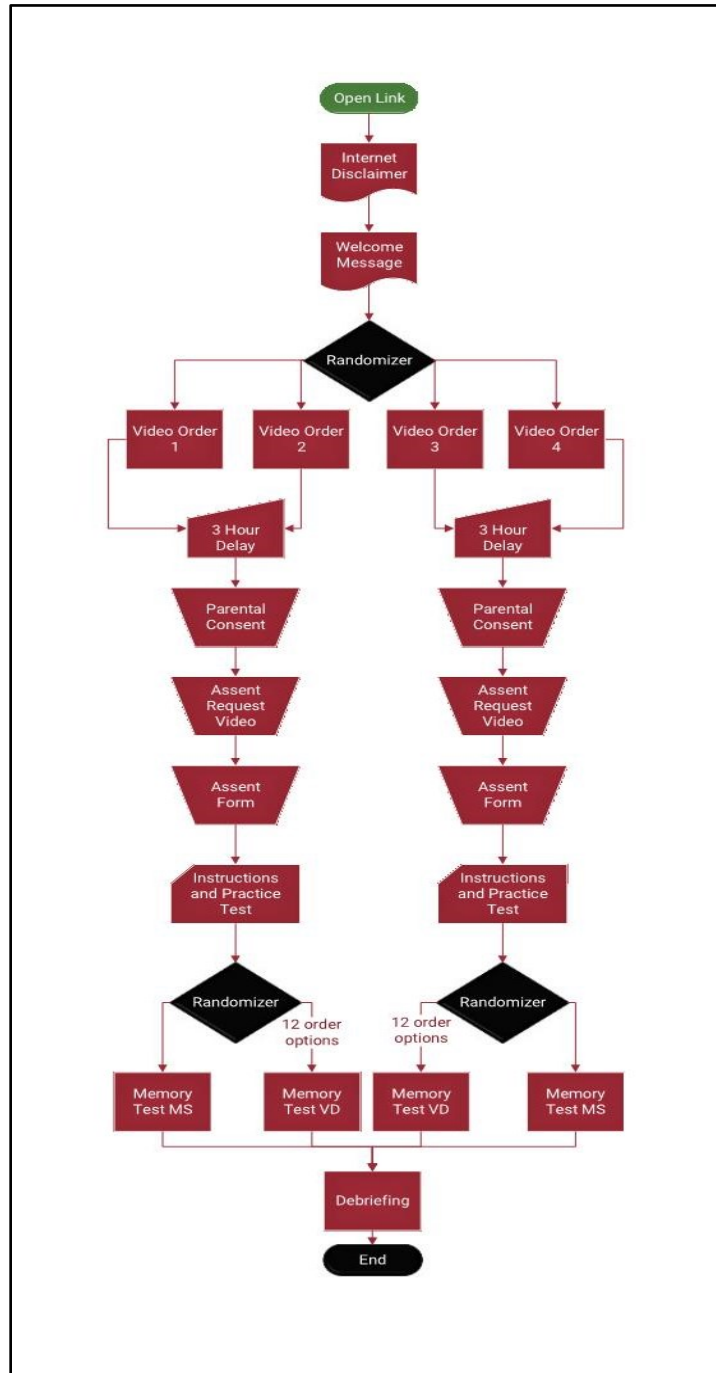 Open Link
Internet
Disclaimer
Welcome
Message
Randomizer
Video Order
1
Video Order
2
Video Order
3
Video Order
4
3 Hour
Delay
3 Hour
Delay
Parental
Consent
Parental
Consent
Assent
Request
Video
Assent
Request
Video
Assent
Form
Assent
Form
Instructions
and Practice
Test
Instructions
and Practice
Test
Randomizer
Randomizer
12 order
options
12 order
options
Memory
Test MS
Memory
Test VD
Memory
Test VD
Memory
Test MS
Debriefing
End